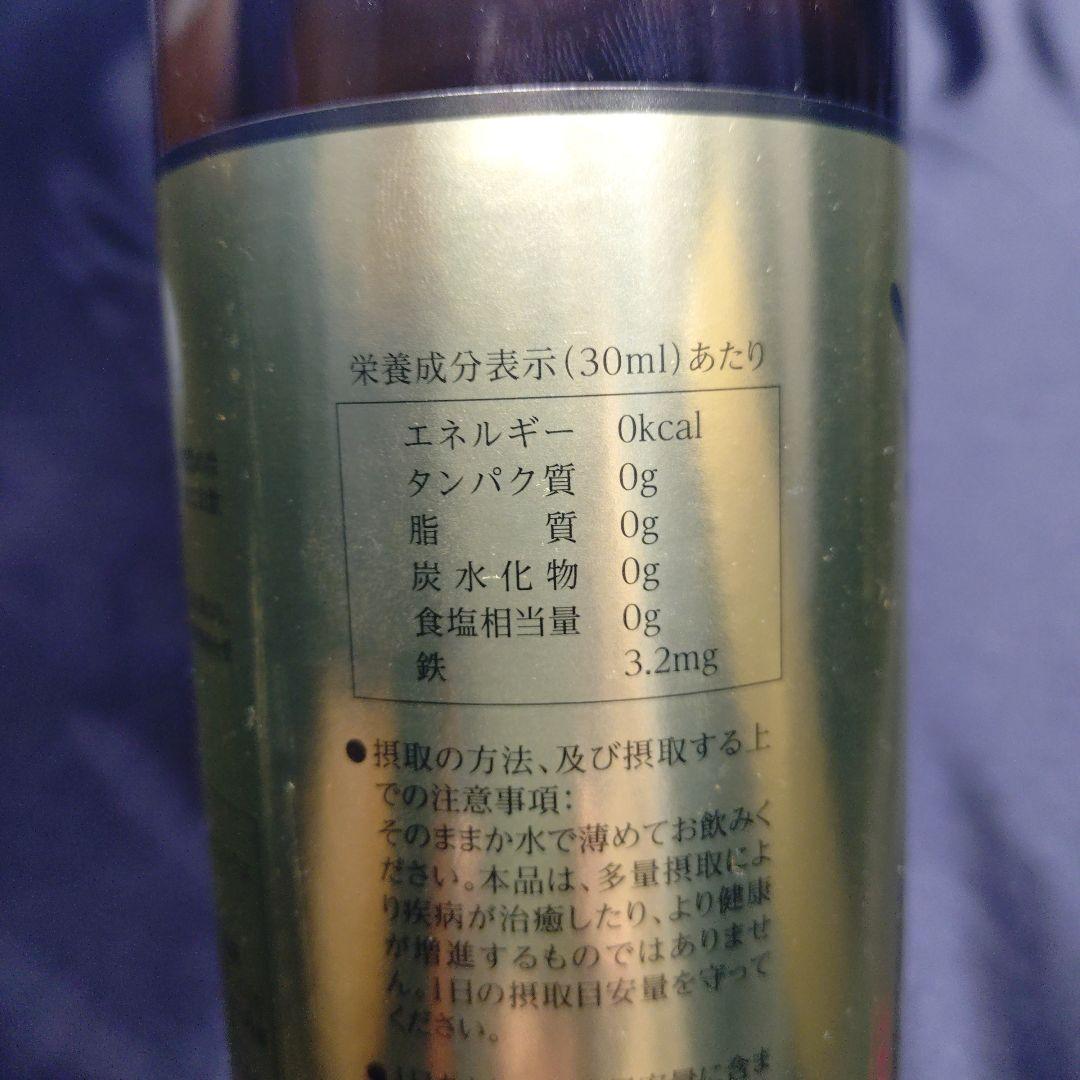 栄養成分表示(30ml)あたり
エネルギー 0kcal
タンパク質 0g
脂質 0g
炭水化物 0g
食塩相当量 0g
鉄 3.2mg
●摂取の方法、及び摂取する上
での注意事項:
そのままか水で薄めてお飲みく
ださい。本品は、多量摂取によ
り疾病が治癒したり、より健康
が増進するものではありませ
ん。1日の摂取目安量を守って
ください。
に含ま